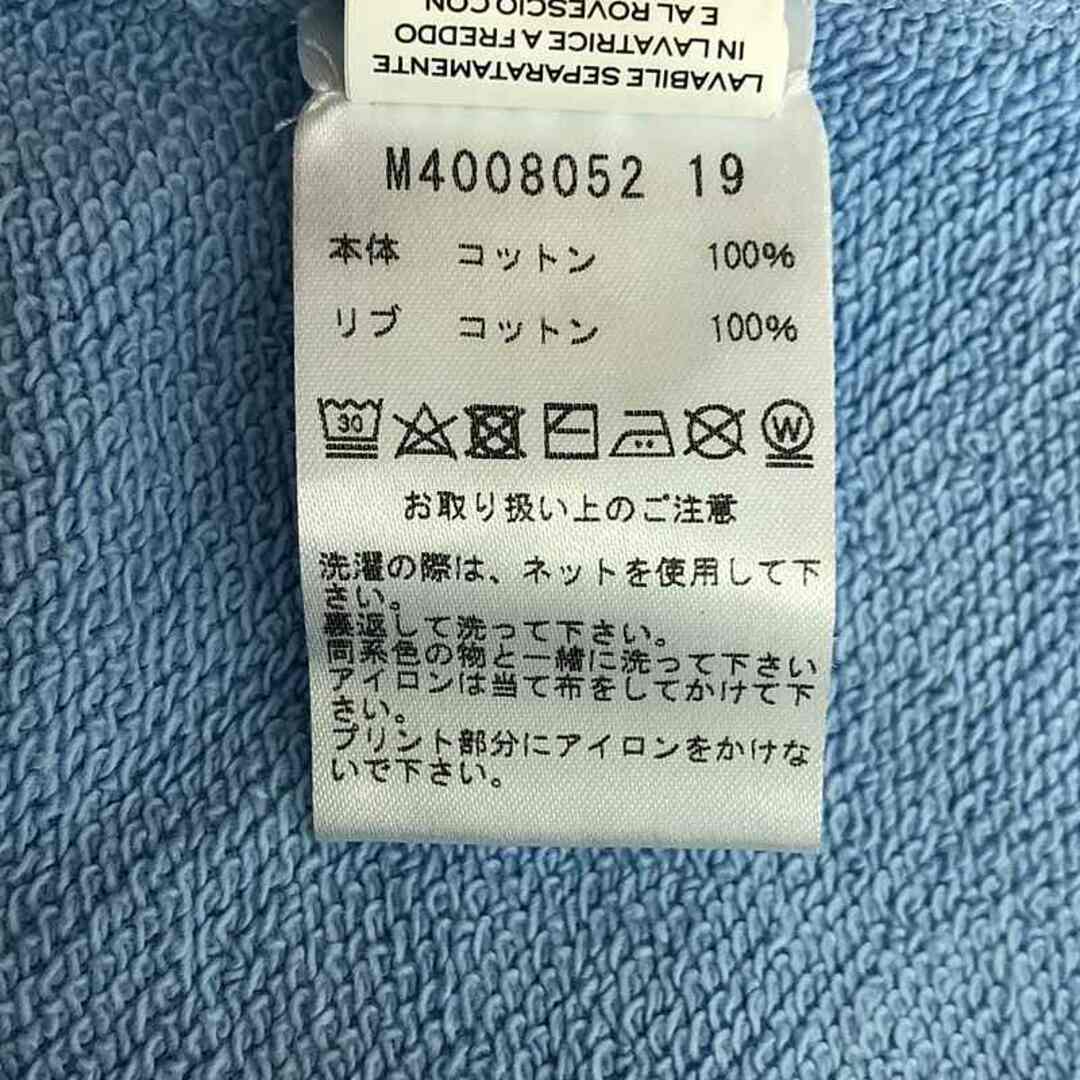 E AL ROVESCIO CON
IN LAVATRICE A FREDDO
LAVABILE SEPARATAMENTE
M4008052 19
本体 コットン 100%
リブ コットン 100%
30 W
お取り扱い上のご注意
洗濯の際は、ネットを使用して下
さい。
裏返して洗って下さい。
同系色の物と一緒に洗って下さい
アイロンは当て布をしてかけて下
さい。
プリント部分にアイロンをかけな
いで下さい。